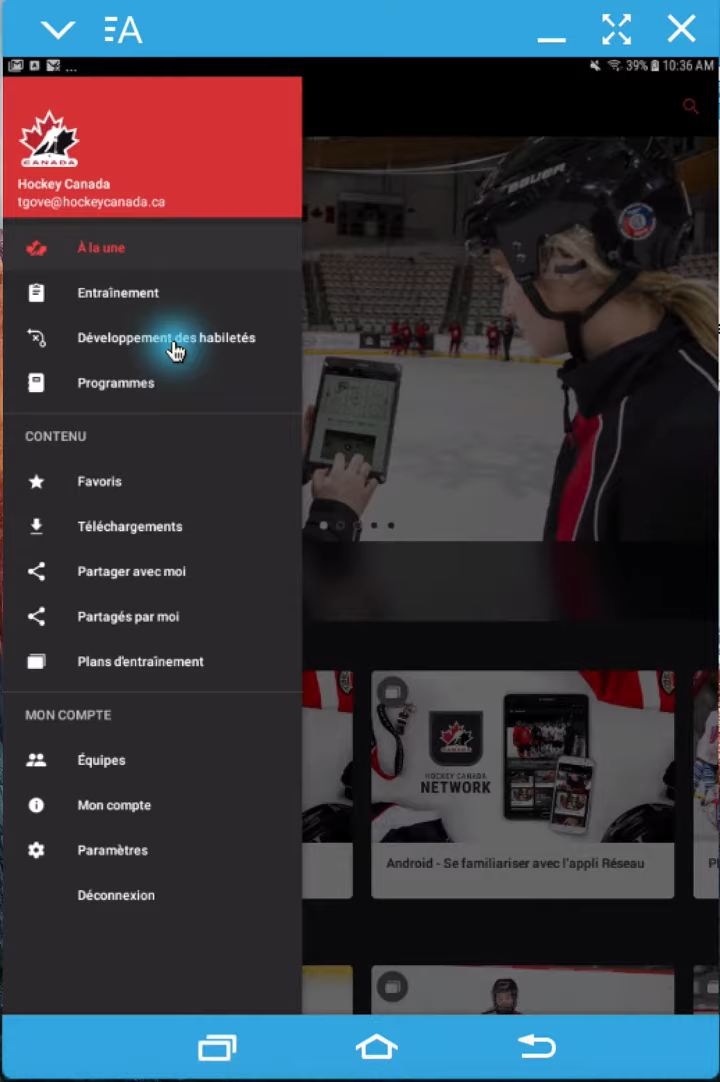 A
... 39% 10:36 AM
CANADA
Hockey Canada
tgove@hockeycanada.ca
À la une
Entraînement
Développement des habiletés
Programmes
CONTENU
Favoris
Téléchargements
Partager avec moi
Partagés par moi
Plans d'entraînement
MON COMPTE
Équipes
Mon compte
Paramètres
Déconnexion
BAUER
CANADA
HOCKEY CANADA
NETWORK
Android - Se familiariser avec l'appli Réseau